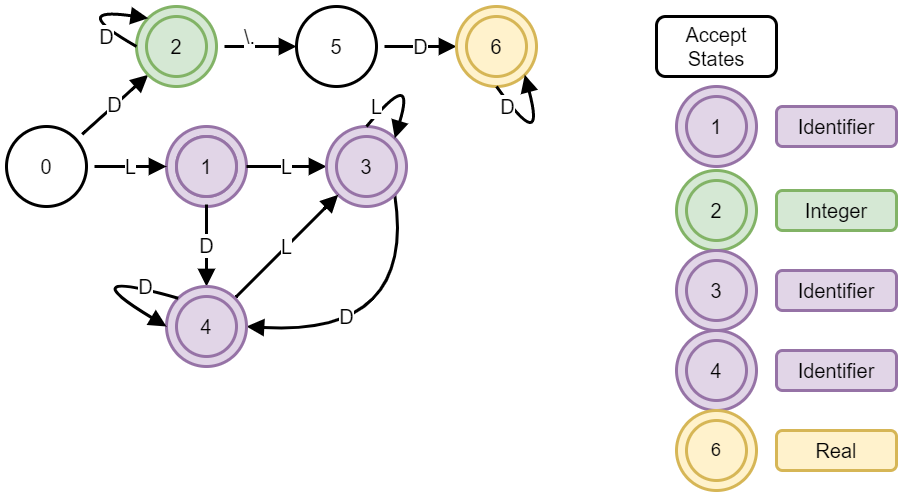 D
2
\.
5
D
6
D
D
Accept
States
0
L
1
L
3
L
D
L
D
4
D
D
1
Identifier
2
Integer
3
Identifier
4
Identifier
6
Real